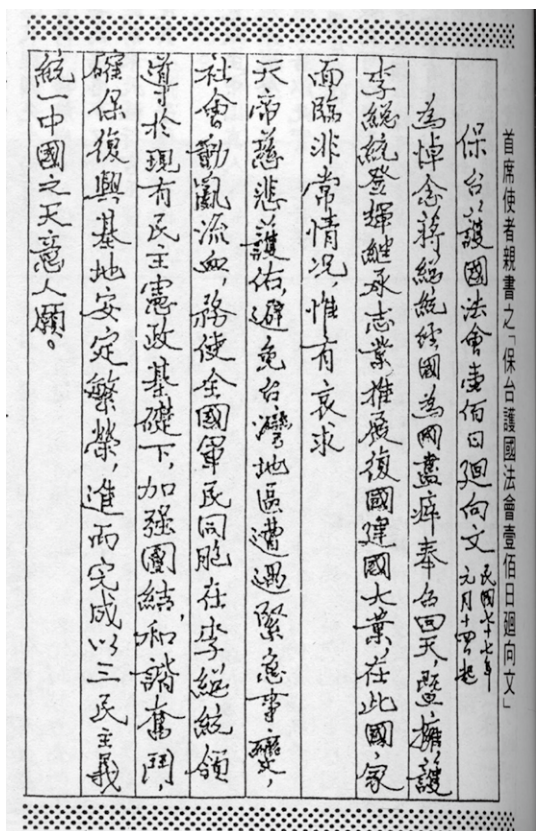 首席使者親書之「保台護國法會壹佰日廻向文」
保台護國法會壹佰日廻向文 民國七十七年元月十四起
為悼念蔣總統經國為國盡瘁奉召回天,暨擁護
李總統登輝繼承志業推展復國建國大業,在此國家
面臨非常情況,惟有哀求
天帝慈悲護佑,避免台灣地區遭遇緊急事變,
社會動亂流血,務使全國軍民同胞在李總統領
導於現有民主憲政基礎下,加强團結,和諧奮鬥,
確保復興基地安定繁榮,進而完成以三民主義
統一中國之天意人願。